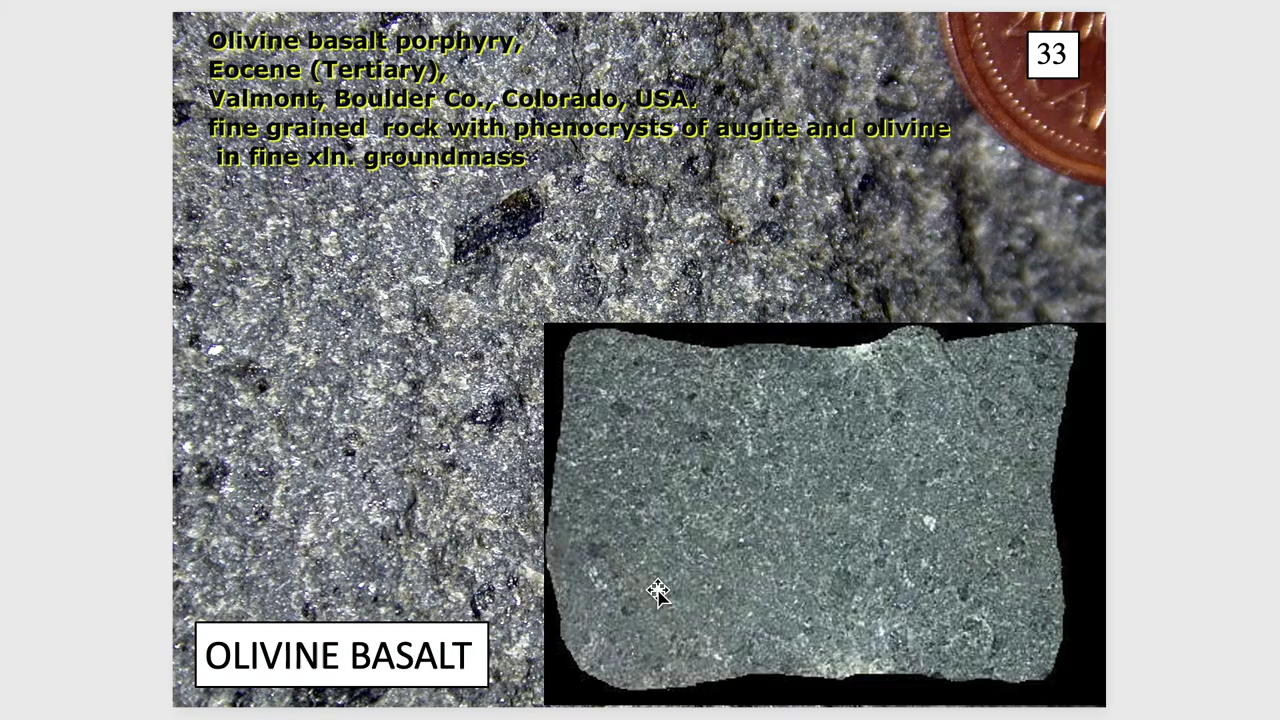 Olivine basalt porphyry,
Eocene (Tertiary),
Valmont, Boulder Co., Colorado, USA.
fine grained  rock with phenocrysts of augite and olivine
in fine xln. groundmass
33
OLIVINE BASALT